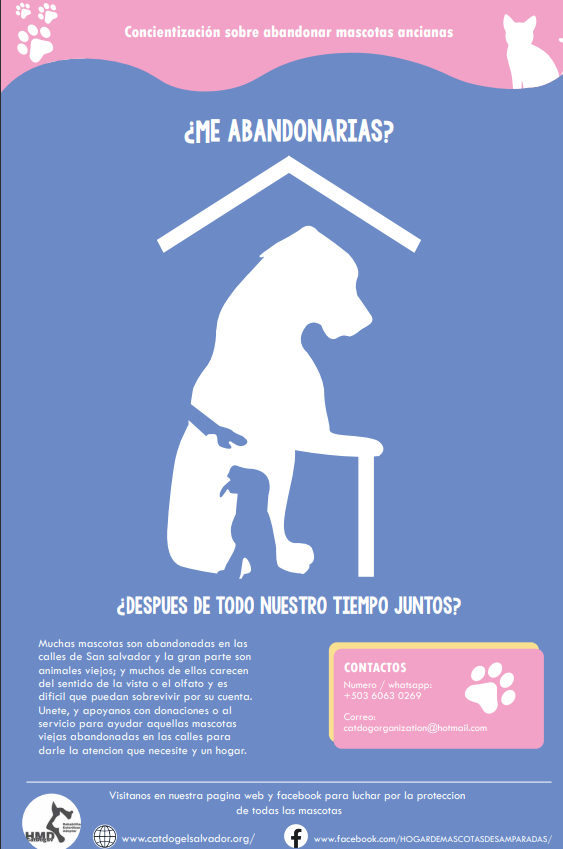 Concientización sobre abandonar mascotas ancianas
¿ME ABANDONARIAS?
¿DESPUES DE TODO NUESTRO TIEMPO JUNTOS?
Muchas mascotas son abandonadas en las
calles de San salvador y la gran parte son
animales viejos; y muchos de ellos carecen
del sentido de la vista o el olfato y es
dificil que puedan sobrevivir por su cuenta.
Unete, y apoyanos con donaciones o al
servicio para ayudar aquellas mascotas
viejas abandonadas en las calles para
darle la atencion que necesite y un hogar.
CONTACTOS
Numero / whatsapp:
+503 6063 0269
Correo:
catdogorganization@hotmail.com
Visitanos en nuestra pagina web y facebook para luchar por la proteccion
de todas las mascotas
HMD
www.catdogelsalvador.org/
www.facebook.com/HOGARDEMASCOTASDESAMPARADAS/